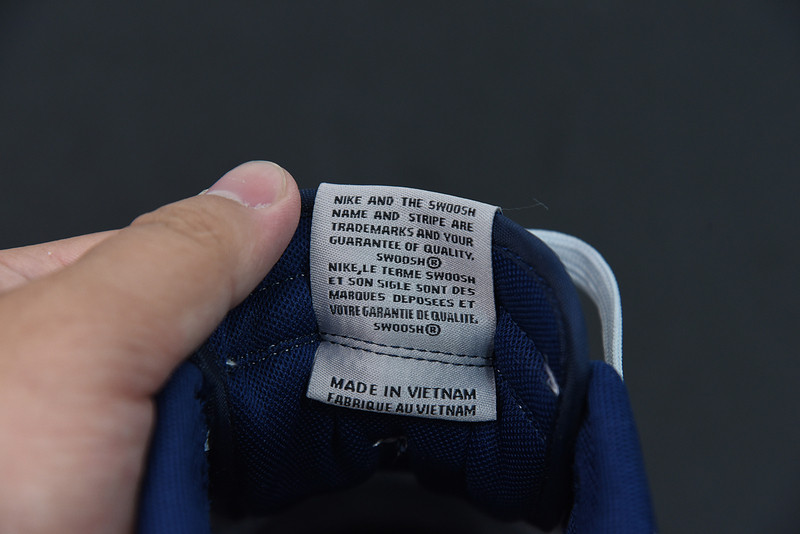 NIKE AND THE SWOOSH
NAME AND STRIPE ARE
TRADEMARKS AND YOUR
GUARANTEE OF QUALITY.
SWOOSH®
NIKE,LE TERME SWOOSH
ET SON SIGLE SONT DES
MARQUES DEPOSEES ET
VOTRE GARANTIE DE QUALITE.
SWOOSH®
MADE IN VIETNAM
FABRIQUE AU VIETNAM